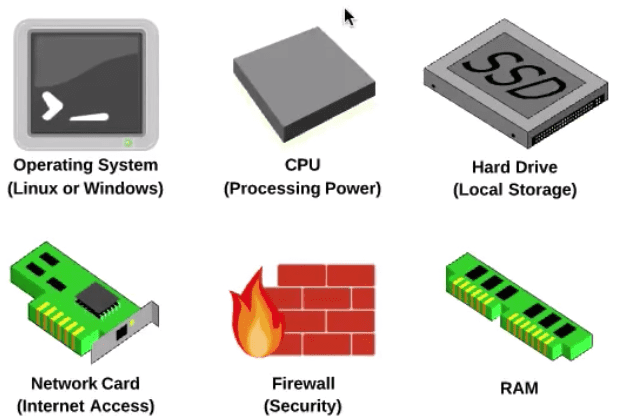 SSD
Operating System
(Linux or Windows)
CPU
(Processing Power)
Hard Drive
(Local Storage)
Network Card
(Internet Access)
Firewall
(Security)
RAM